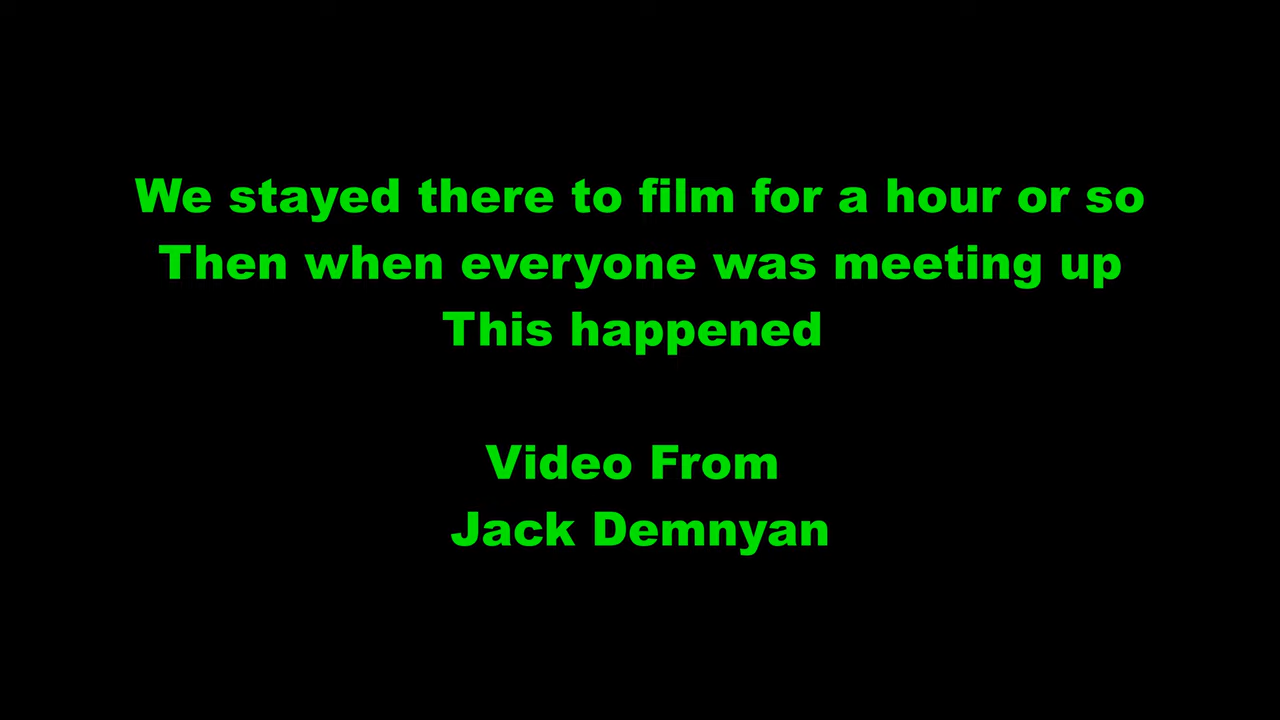 We stayed there to film for a hour or so
Then when everyone was meeting up
This happened
Video From
Jack Demnyan